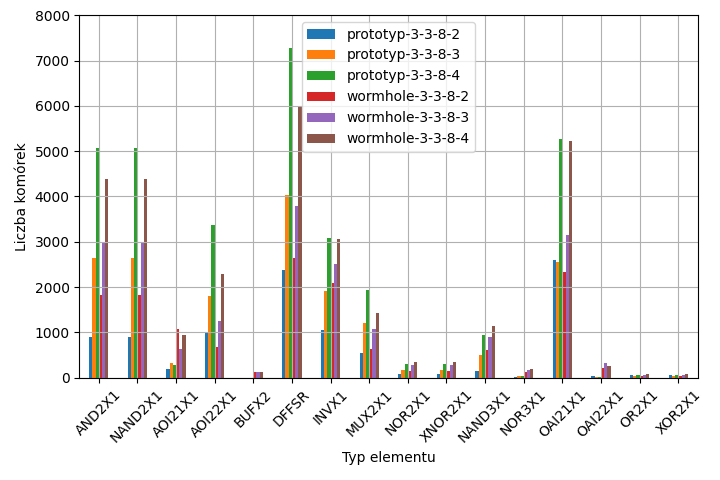 8000
7000
6000
5000
4000
3000
2000
1000
0
Liczba komórek
prototyp-3-3-8-2
prototyp-3-3-8-3
prototyp-3-3-8-4
wormhole-3-3-8-2
wormhole-3-3-8-3
wormhole-3-3-8-4
AND2X1
NAND2X1
AOI21X1
AOI22X1
BUFX2
DFFSR
INVX1
MUX2X1
NOR2X1
XNOR2X1
NAND3X1
NOR3X1
OAI21X1
OAI22X1
OR2X1
XOR2X1
Typ elementu